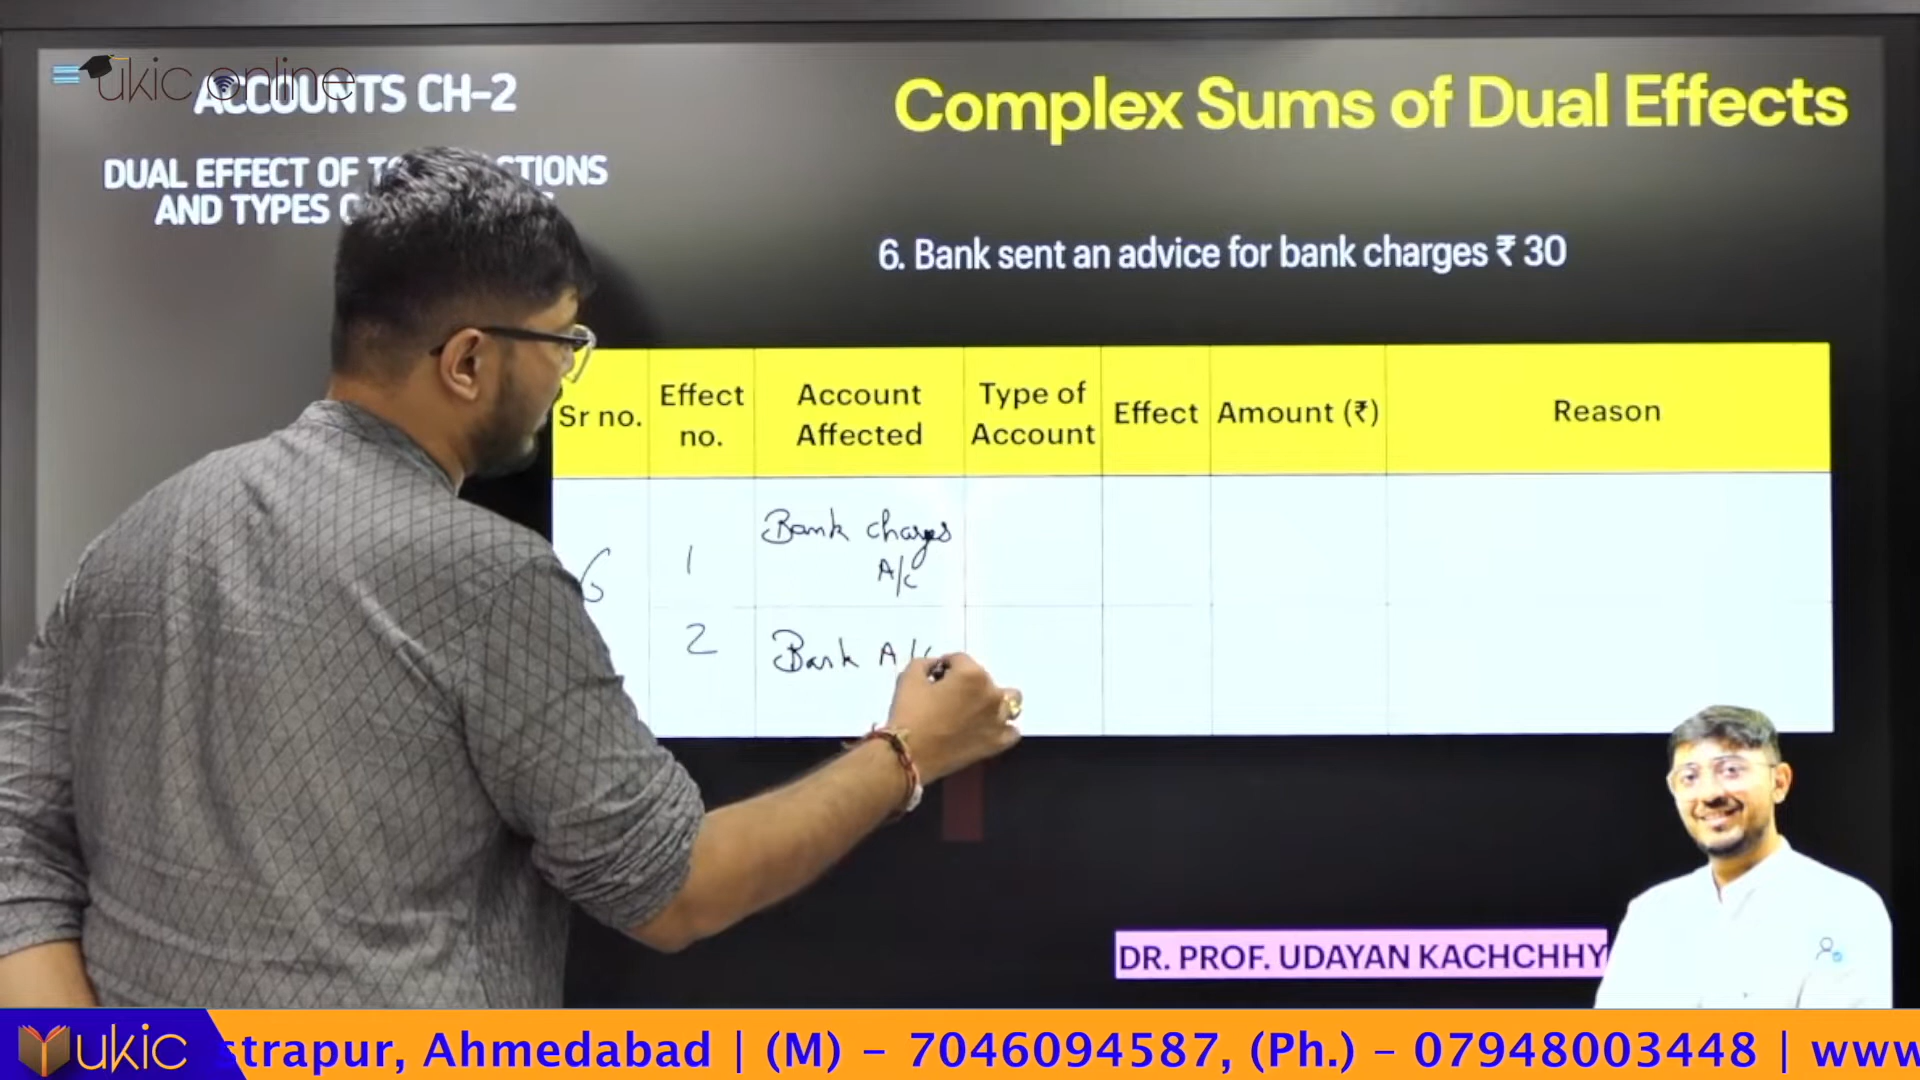 ukic online
ACCOUNTS CH-2
DUAL EFFECT OF
AND TYPES
Complex Sums of Dual Effects
6. Bank sent an advice for bank charges ₹ 30
Sr no.
Effect no.
Account Affected
Type of Account
Effect
Amount (₹)
Reason
6
1
Bank charges
A/c
2
Bank A/c
DR. PROF. UDAYAN KACHCHHY
ukic
strapur, Ahmedabad | (M) - 7046094587, (Ph.) - 07948003448 | www